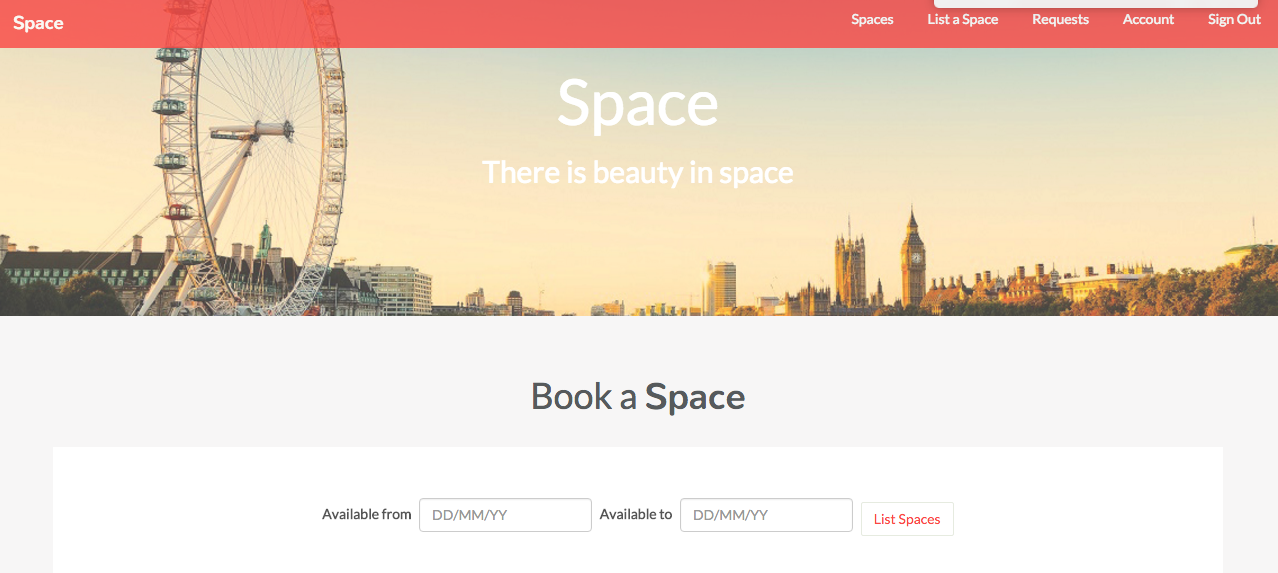 Space Spaces List a Space Requests Account Sign Out
Space
There is beauty in space
Book a Space
Available from DD/MM/YY Available to DD/MM/YY List Spaces